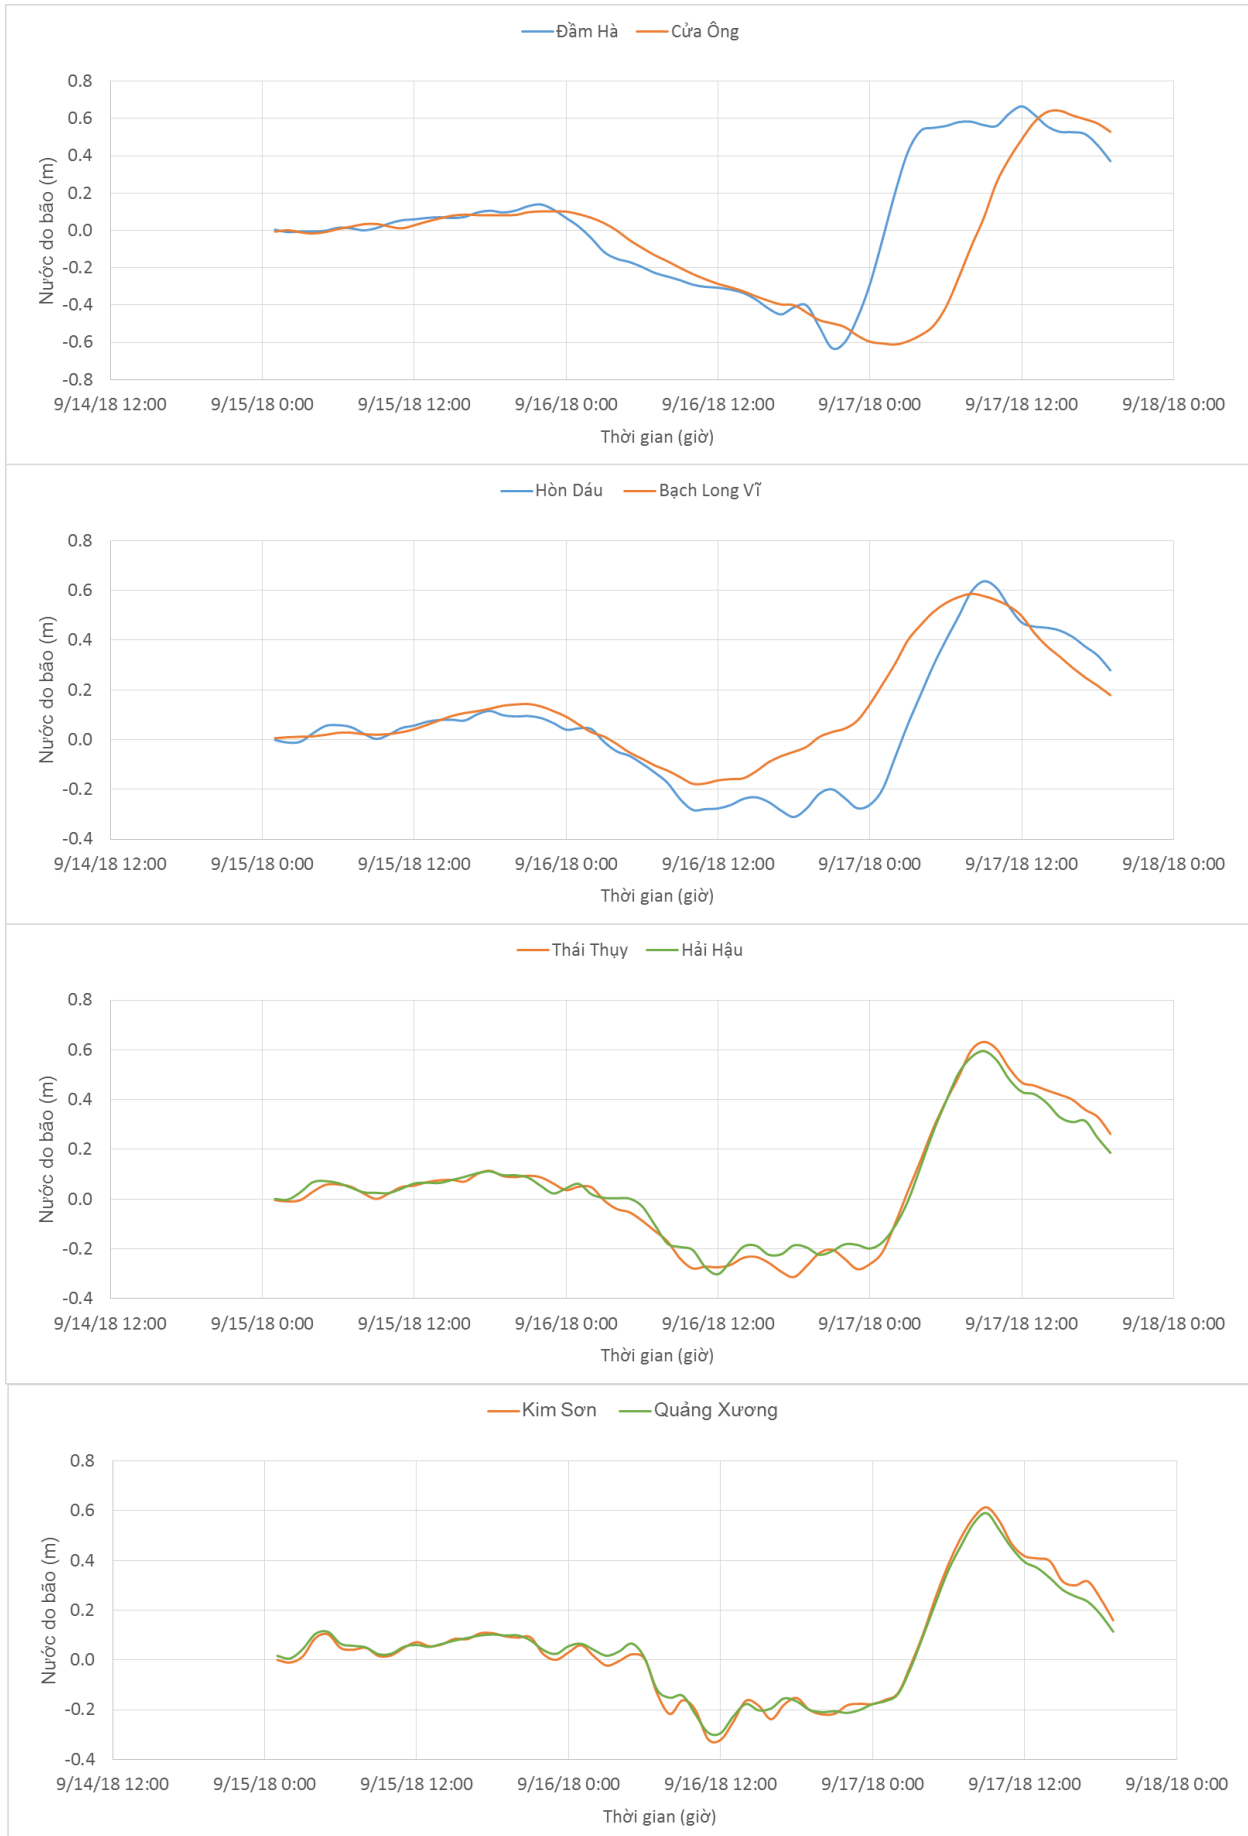 Đầm Hà Cửa Ông
0.8
0.6
0.4
0.2
0.0
-0.2
-0.4
-0.6
-0.8
Nước do bão (m)
9/14/18 12:00 9/15/18 0:00 9/15/18 12:00 9/16/18 0:00 9/16/18 12:00 9/17/18 0:00 9/17/18 12:00 9/18/18 0:00
Thời gian (giờ)
Hòn Dáu Bạch Long Vĩ
0.8
0.6
0.4
0.2
0.0
-0.2
-0.4
Nước do bão (m)
9/14/18 12:00 9/15/18 0:00 9/15/18 12:00 9/16/18 0:00 9/16/18 12:00 9/17/18 0:00 9/17/18 12:00 9/18/18 0:00
Thời gian (giờ)
Thái Thụy Hải Hậu
0.8
0.6
0.4
0.2
0.0
-0.2
-0.4
Nước do bão (m)
9/14/18 12:00 9/15/18 0:00 9/15/18 12:00 9/16/18 0:00 9/16/18 12:00 9/17/18 0:00 9/17/18 12:00 9/18/18 0:00
Thời gian (giờ)
Kim Sơn Quảng Xương
0.8
0.6
0.4
0.2
0.0
-0.2
-0.4
Nước do bão (m)
9/14/18 12:00 9/15/18 0:00 9/15/18 12:00 9/16/18 0:00 9/16/18 12:00 9/17/18 0:00 9/17/18 12:00 9/18/18 0:00
Thời gian (giờ)